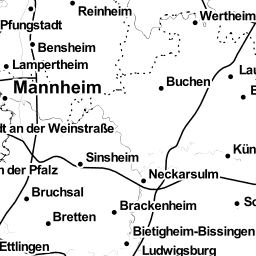 Reinheim
Wertheim
Pfungstadt
Bensheim
Lampertheim
Lau
Buchen
Mannheim
dt an der Weinstraße
Sinsheim
Kün
n der Pfalz
Neckarsulm
Bruchsal
Brackenheim
Bretten
Bietigheim-Bissingen
Ettlingen
Ludwigsburg